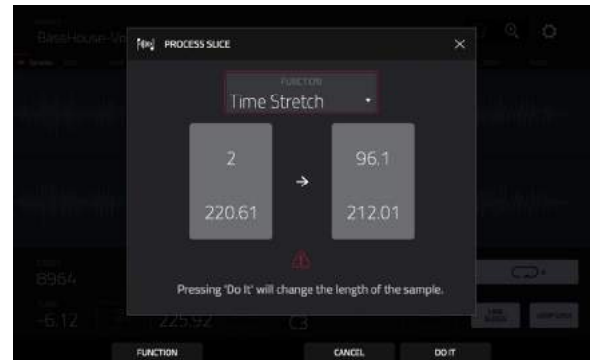 PROCESS SLICE
FUNCTION
Time Stretch
2
96.1
220.61
212.01
Pressing 'Do It' will change the length of the sample.
8964
-6.12
225.92
C3
FUNCTION
CANCEL
DO IT